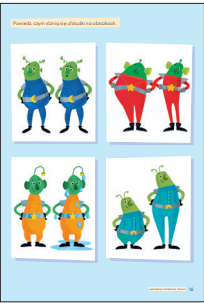 Powiedz, czym różnią się ufoludki na obrazkach.